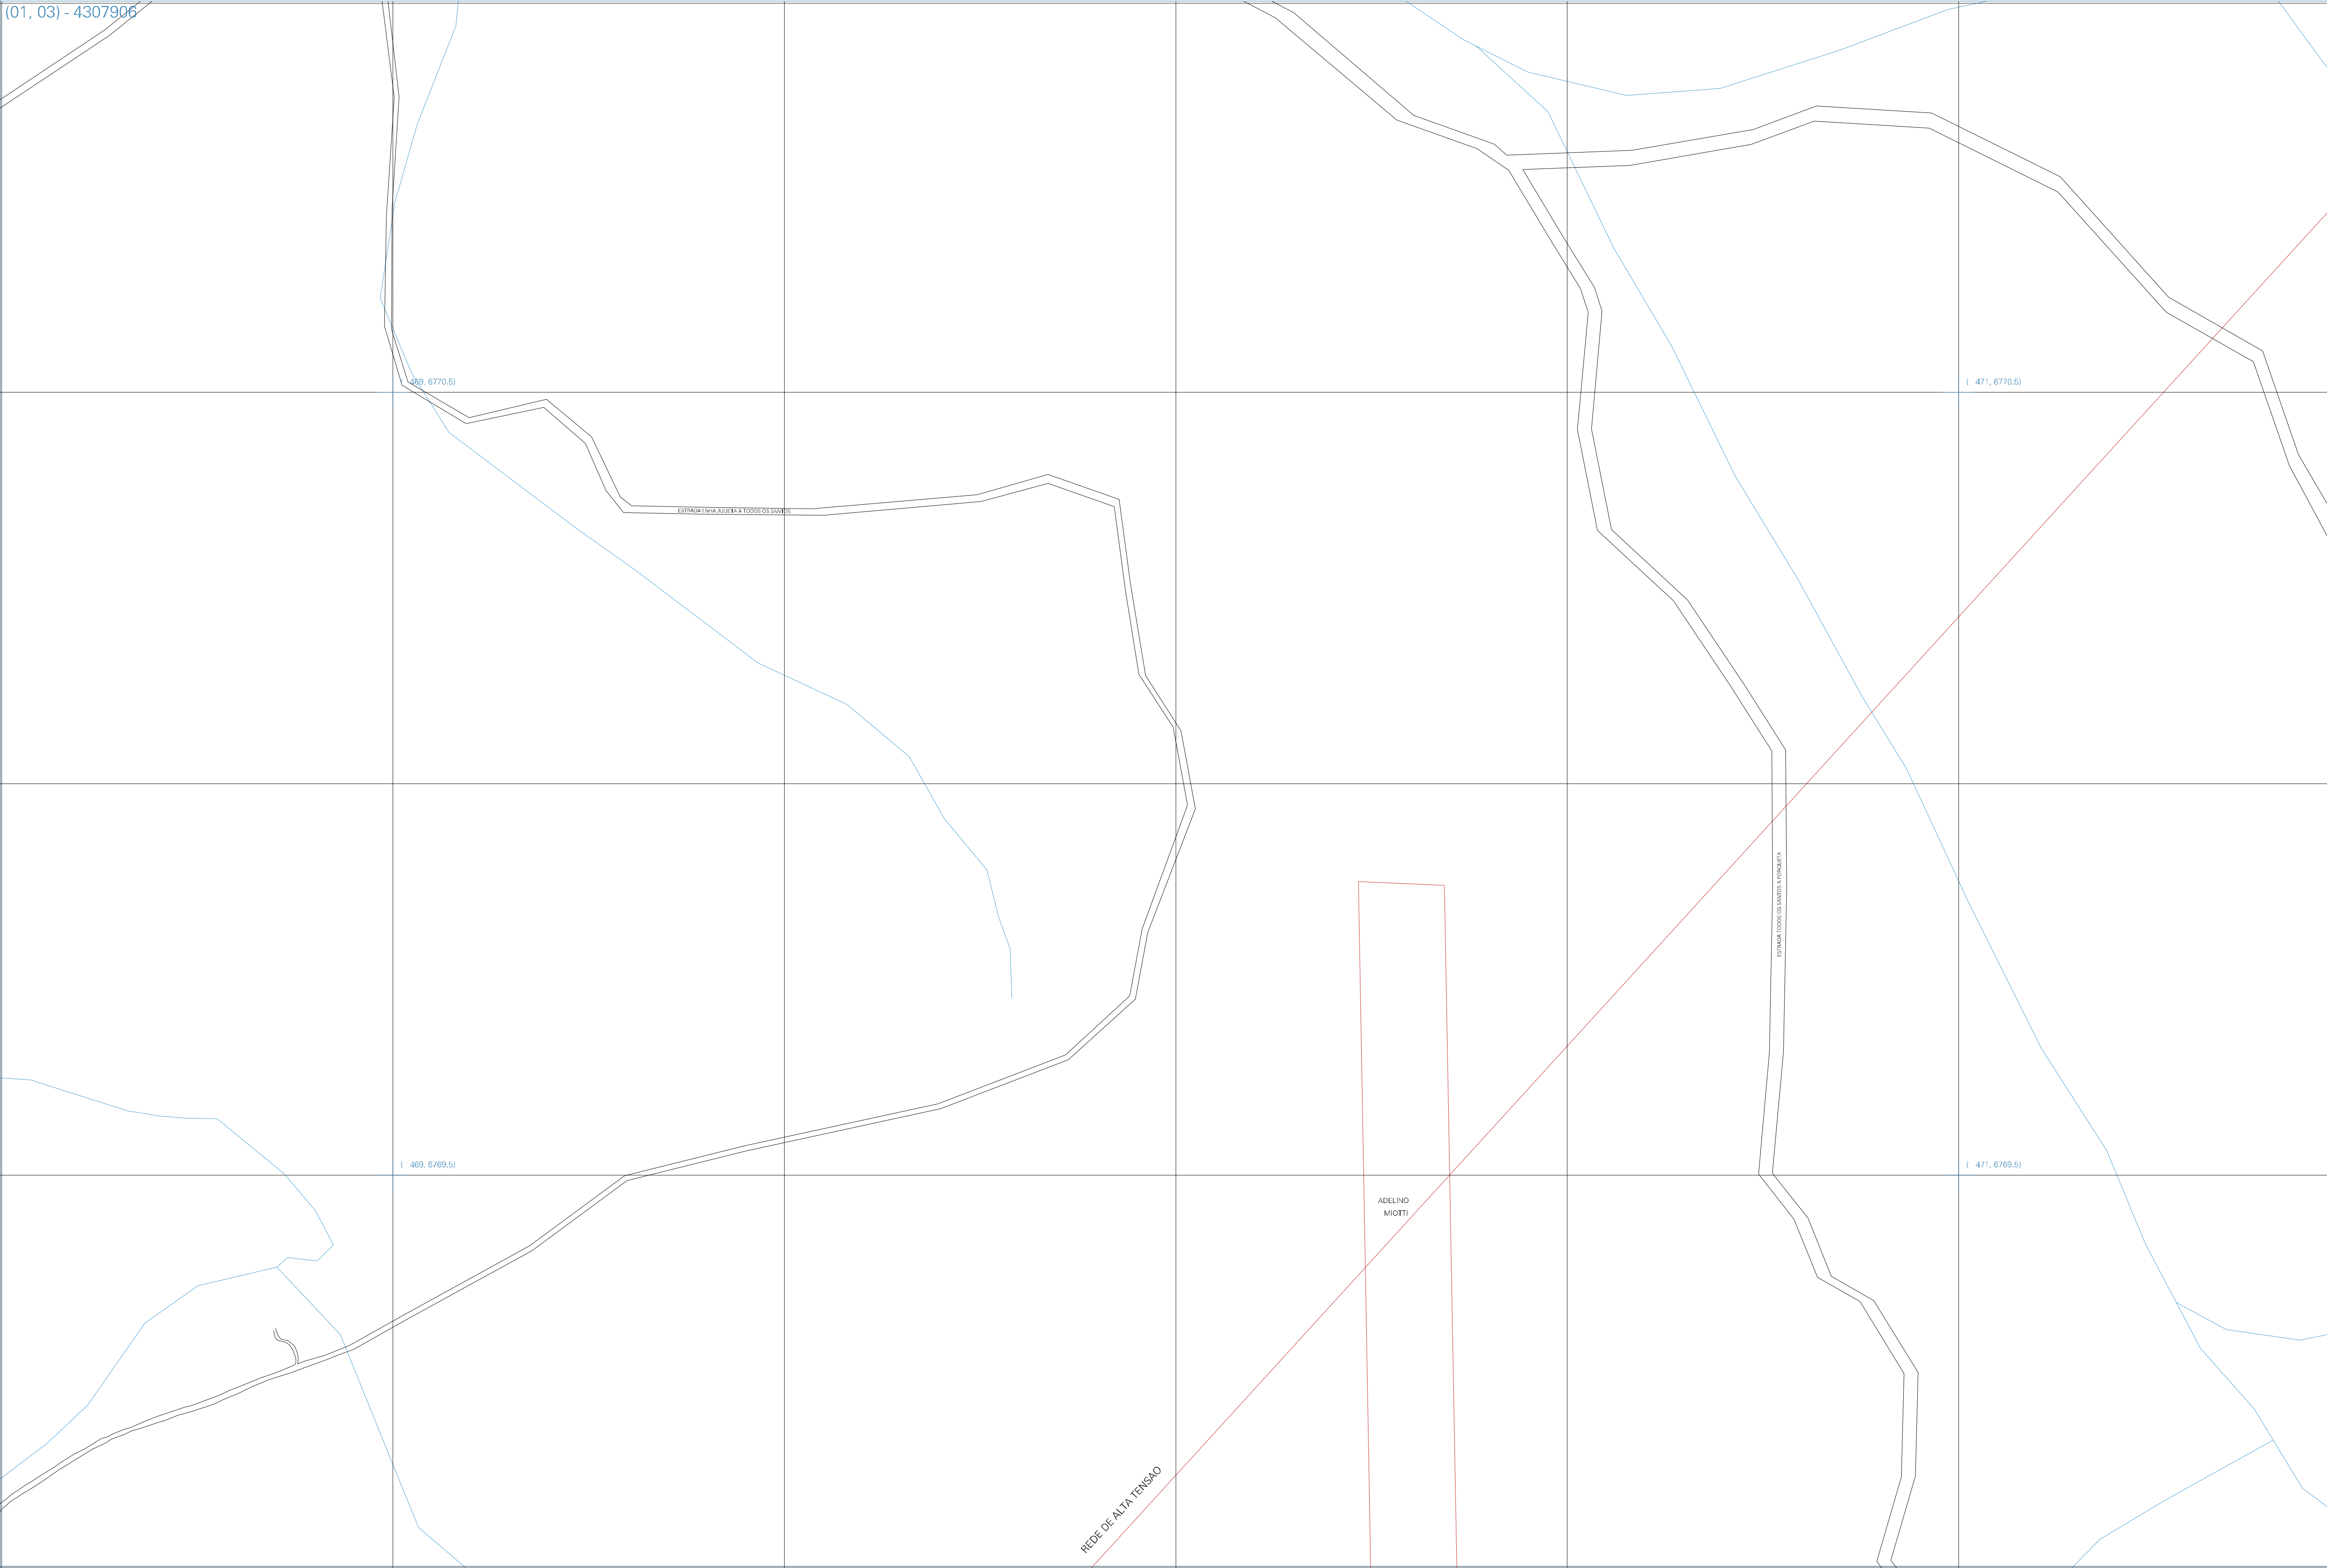 (01, 03) - 4307906
( 469, 6770.5)
( 471, 6770.5)
ESTRADA LNHA JULIETA A TODOS OS SANTOS
ESTRADA TODOS OS SANTOS A FORQUETA
( 469, 6769.5)
( 471, 6769.5)
ADELINO
MIOTTI
REDE DE ALTA TENSAO